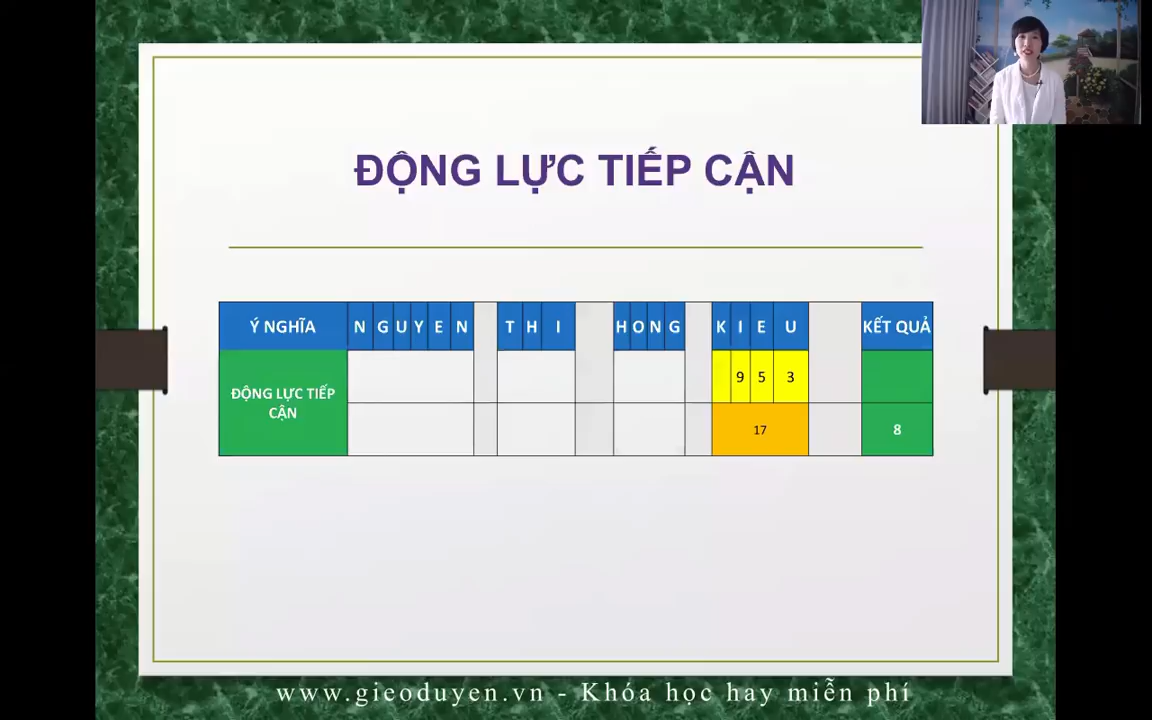 ĐỘNG LỰC TIẾP CẬN
Ý NGHĨA N G U Y E N T H I H O N G K I E U KẾT QUẢ
ĐỘNG LỰC TIẾP
CẬN
9 5 3
17 8
www.gieoduyen.vn - Khóa học hay miễn phí